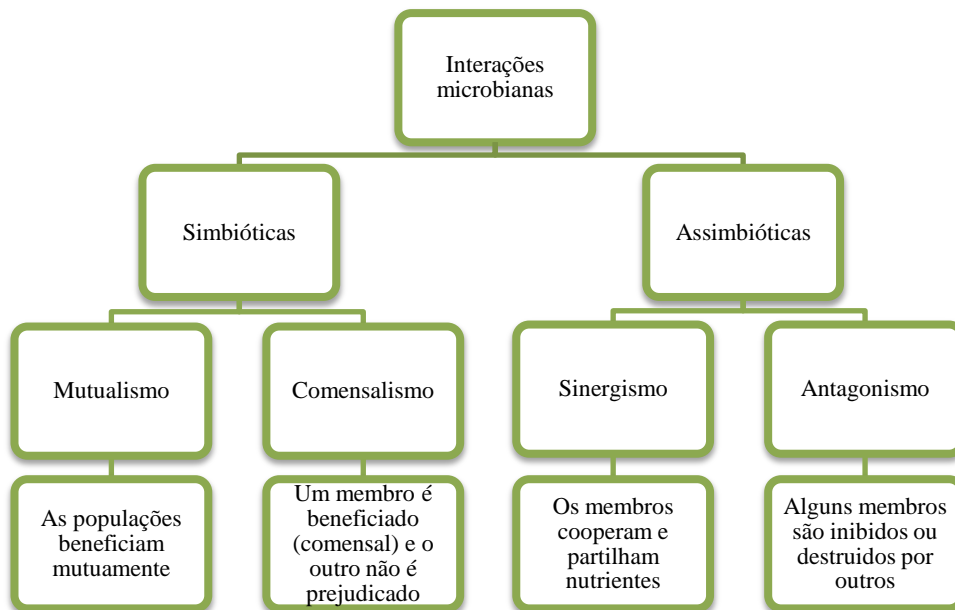 Interações
microbianas
Simbióticas
Assimbióticas
Mutualismo
Comensalismo
Sinergismo
Antagonismo
As populações
beneficiam
mutuamente
Um membro é
beneficiado
(comensal) e o
outro não é
prejudicado
Os membros
cooperam e
partilham
nutrientes
Alguns membros
são inibidos ou
destruidos por
outros